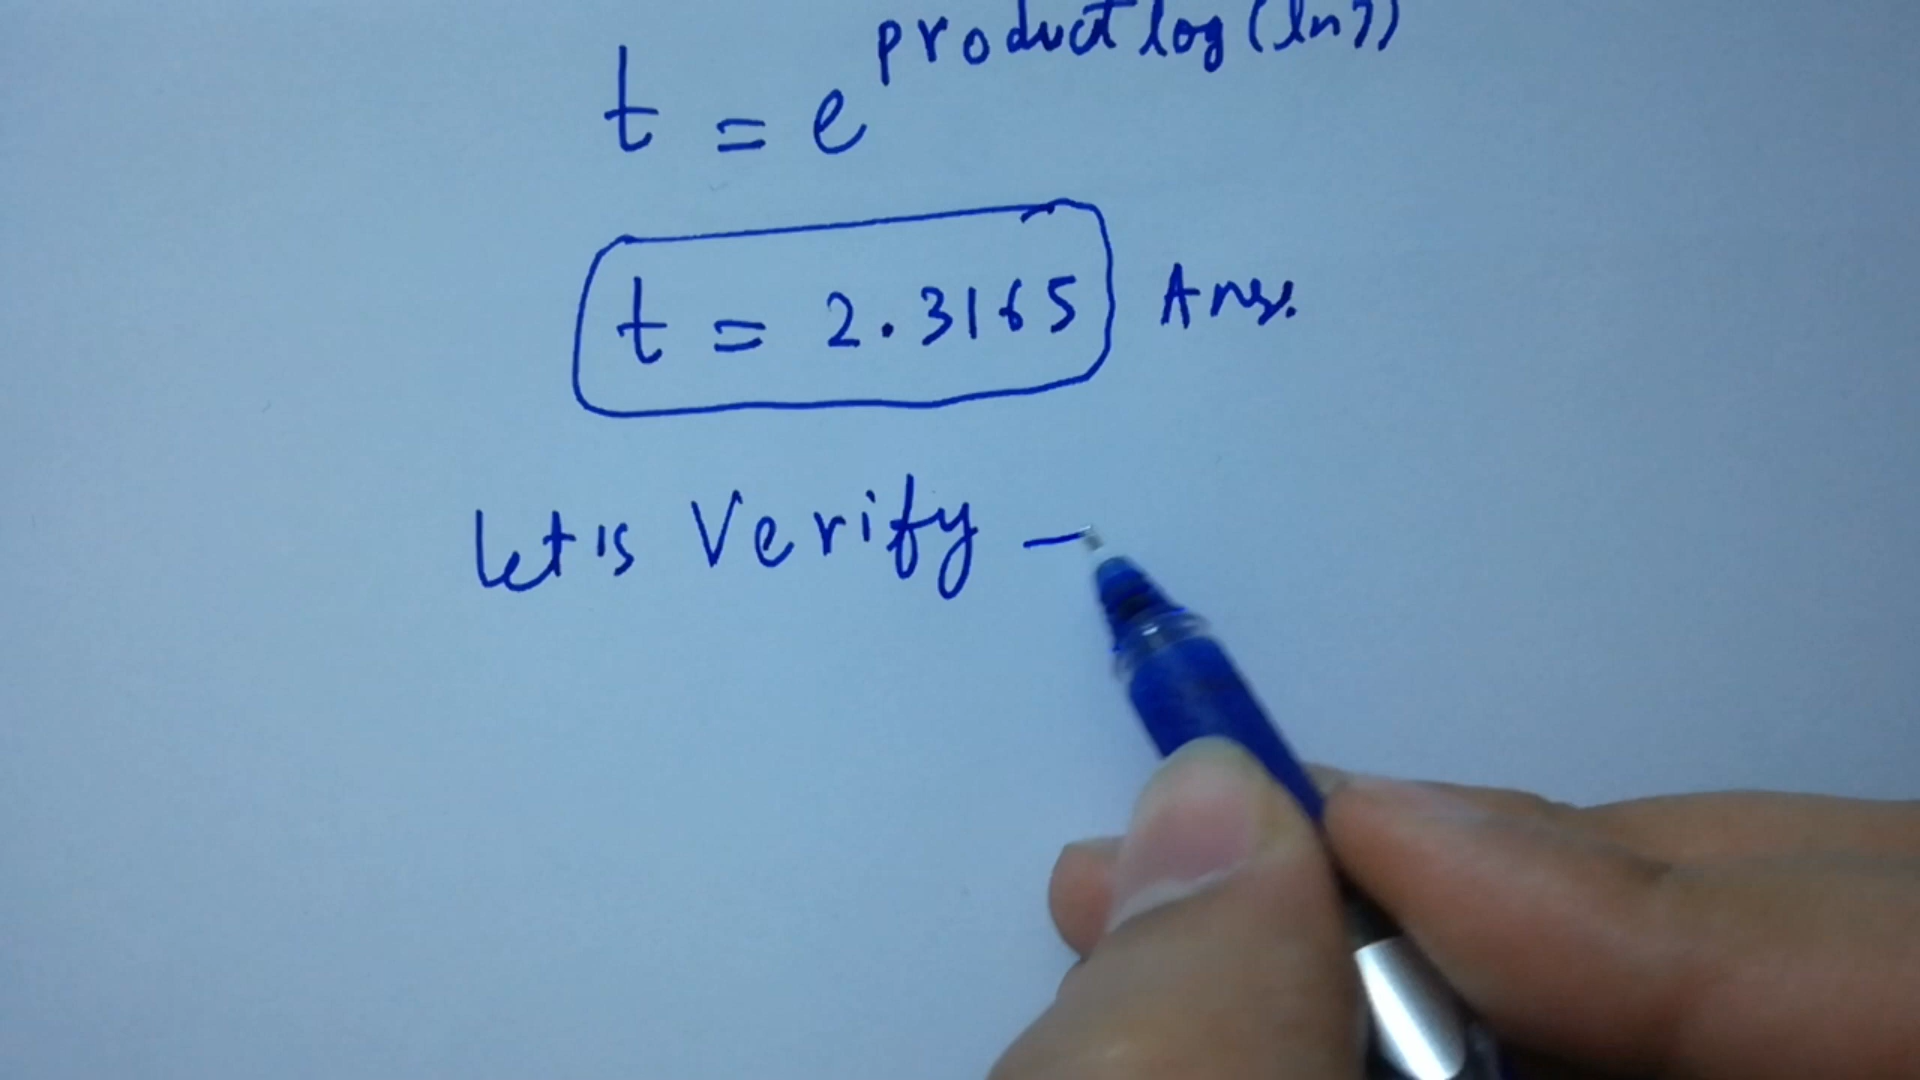 t = e^product log(ln7)
t = 2.3165 Ans.
Let's Verify —